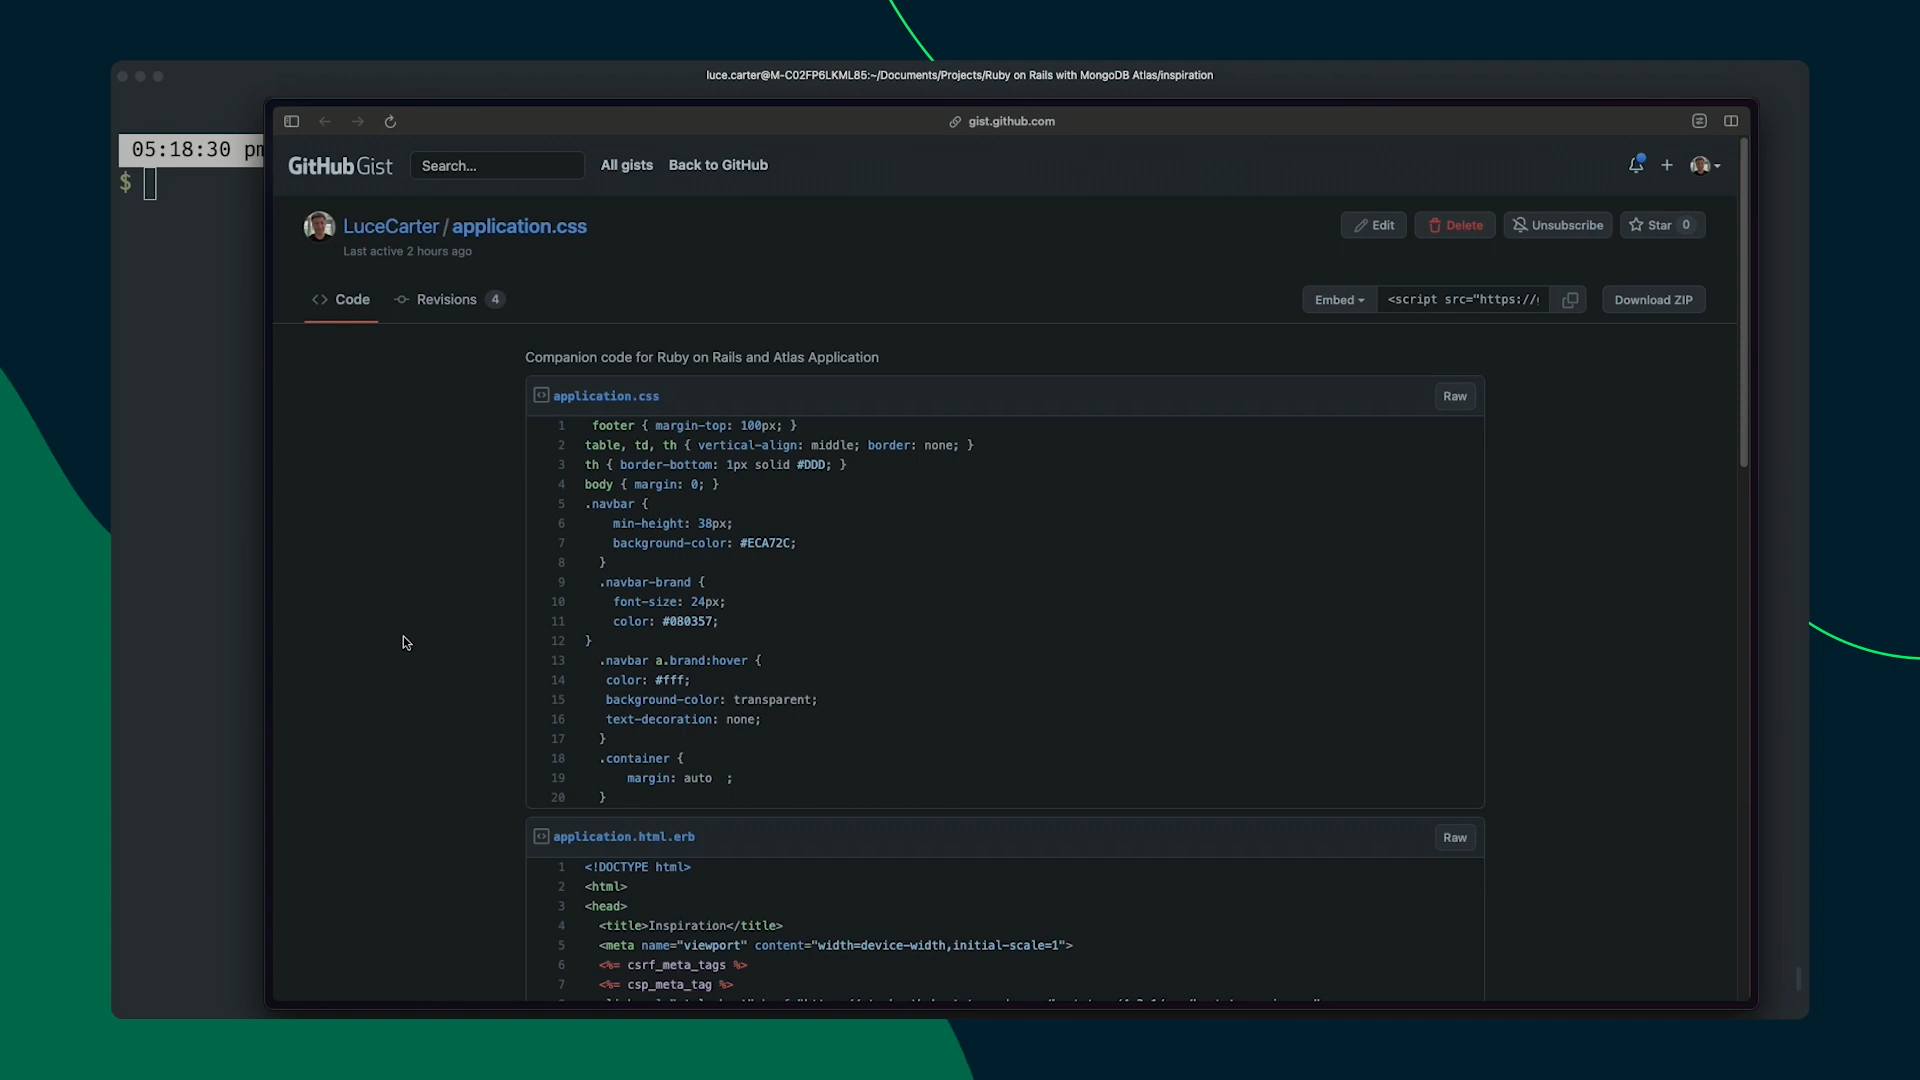 luce.carter@M-C02FP6LKML85:~/Documents/Projects/Ruby on Rails with MongoDB Atlas/inspiration
gist.github.com
05:18:30 pm
$
GitHub Gist
Search...
All gists
Back to GitHub
LuceCarter / application.css
Last active 2 hours ago
Edit
Delete
Unsubscribe
Star 0
Code
Revisions 4
Embed
<script src="https://
Download ZIP
Companion code for Ruby on Rails and Atlas Application
application.css
Raw
1 footer { margin-top: 100px; }
2 table, td, th { vertical-align: middle; border: none; }
3 th { border-bottom: 1px solid #DDD; }
4 body { margin: 0; }
5 .navbar {
6 min-height: 38px;
7 background-color: #ECA72C;
8 }
9 .navbar-brand {
10 font-size: 24px;
11 color: #080357;
12 }
13 .navbar a.brand:hover {
14 color: #fff;
15 background-color: transparent;
16 text-decoration: none;
17 }
18 .container {
19 margin: auto ;
20 }
application.html.erb
Raw
1 <!DOCTYPE html>
2 <html>
3 <head>
4 <title>Inspiration</title>
5 <meta name="viewport" content="width=device-width,initial-scale=1">
6 <%= csrf_meta_tags %>
7 <%= csp_meta_tag %>